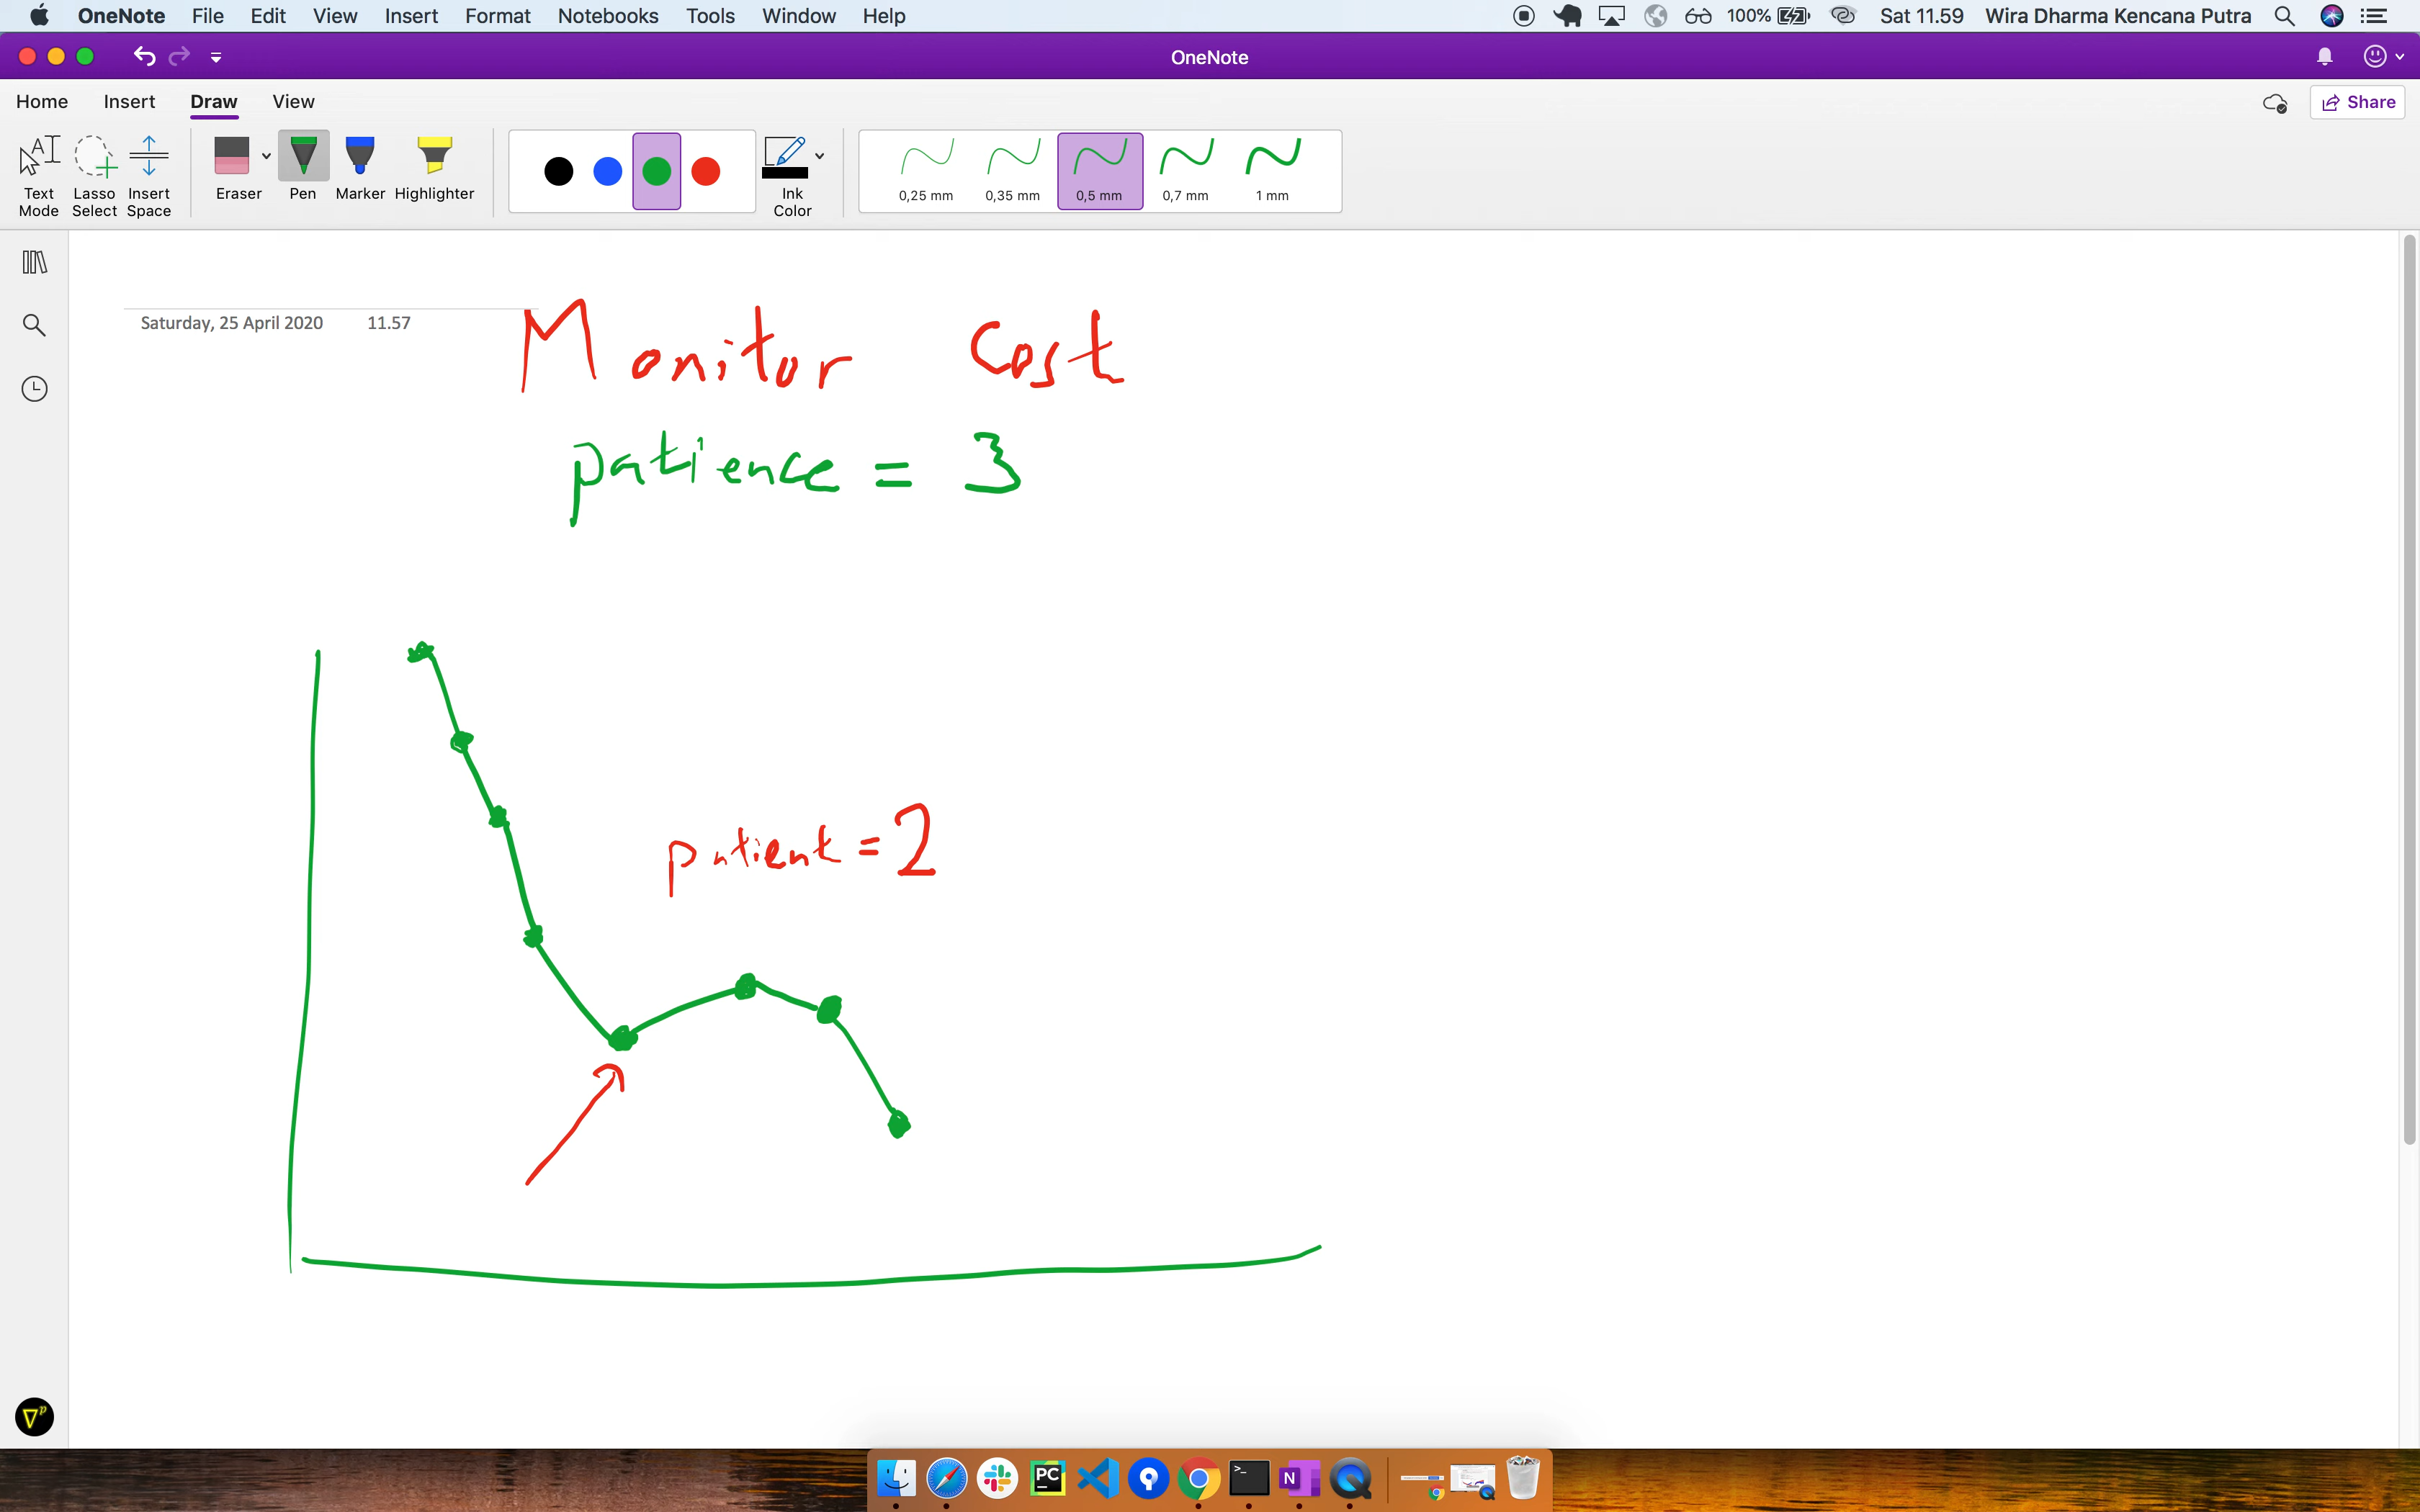 OneNote File Edit View Insert Format Notebooks Tools Window Help 100% Sat 11.59 Wira Dharma Kencana Putra
OneNote
Home Insert Draw View Share
Text Mode Lasso Select Insert Space Eraser Pen Marker Highlighter Ink Color 0,25 mm 0,35 mm 0,5 mm 0,7 mm 1 mm
Saturday, 25 April 2020 11.57
Monitor Cost
patience = 3
patient = 2
∇p
PC
>_
N